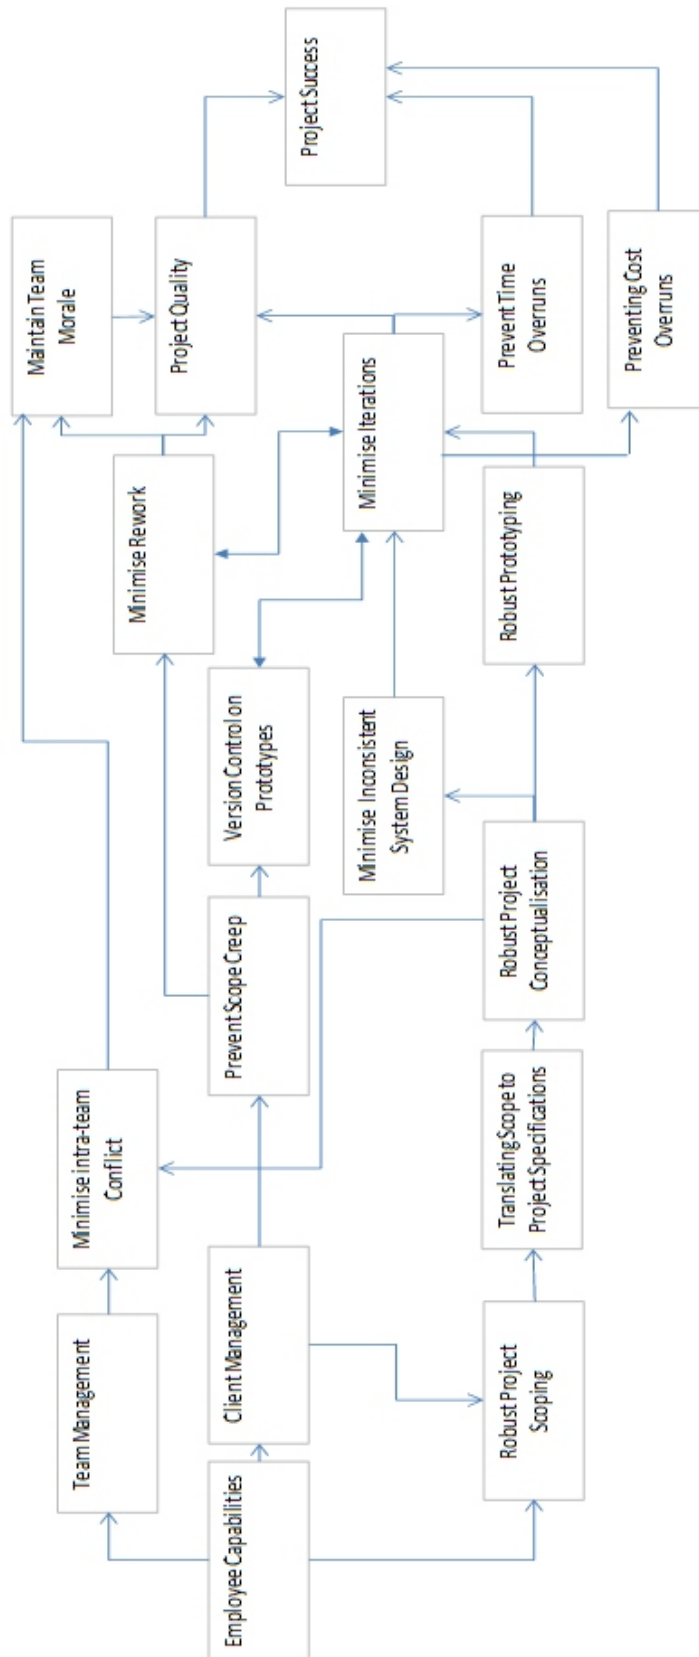 Employee Capabilities
Team Management
Client Management
Robust Project
Scoping
Minimise intra-team
Conflict
Translating Scope to
Project Specifications
Prevent Scope Creep
Robust Project
Conceptualisation
Version Control on
Prototypes
Minimise Inconsistent
System Design
Minimise Rework
Robust Prototyping
Minimise Iterations
Maintain Team
Morale
Project Quality
Prevent Time
Overruns
Preventing Cost
Overruns
Project Success